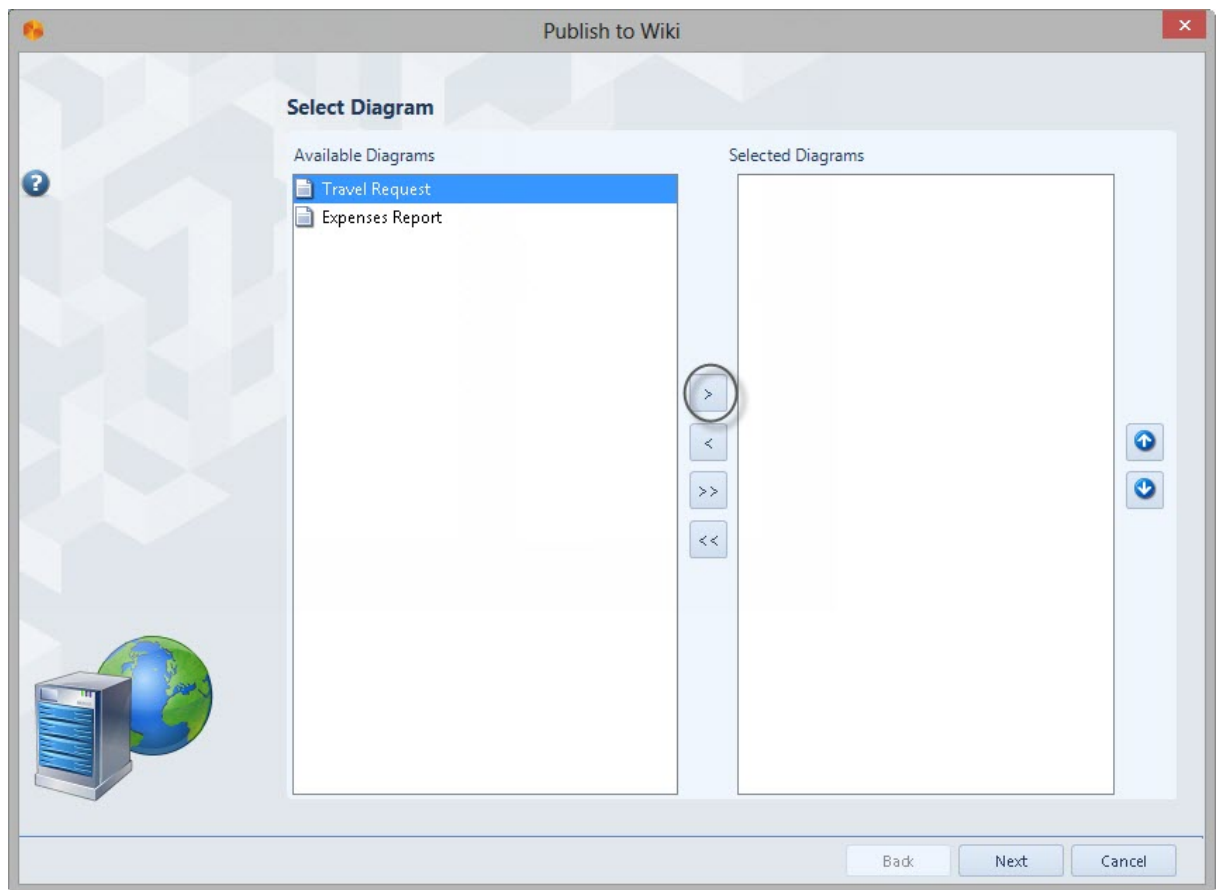 Publish to Wiki
Select Diagram
Available Diagrams
Selected Diagrams
Travel Request
Expenses Report
>
<
>>
<<
Back
Next
Cancel